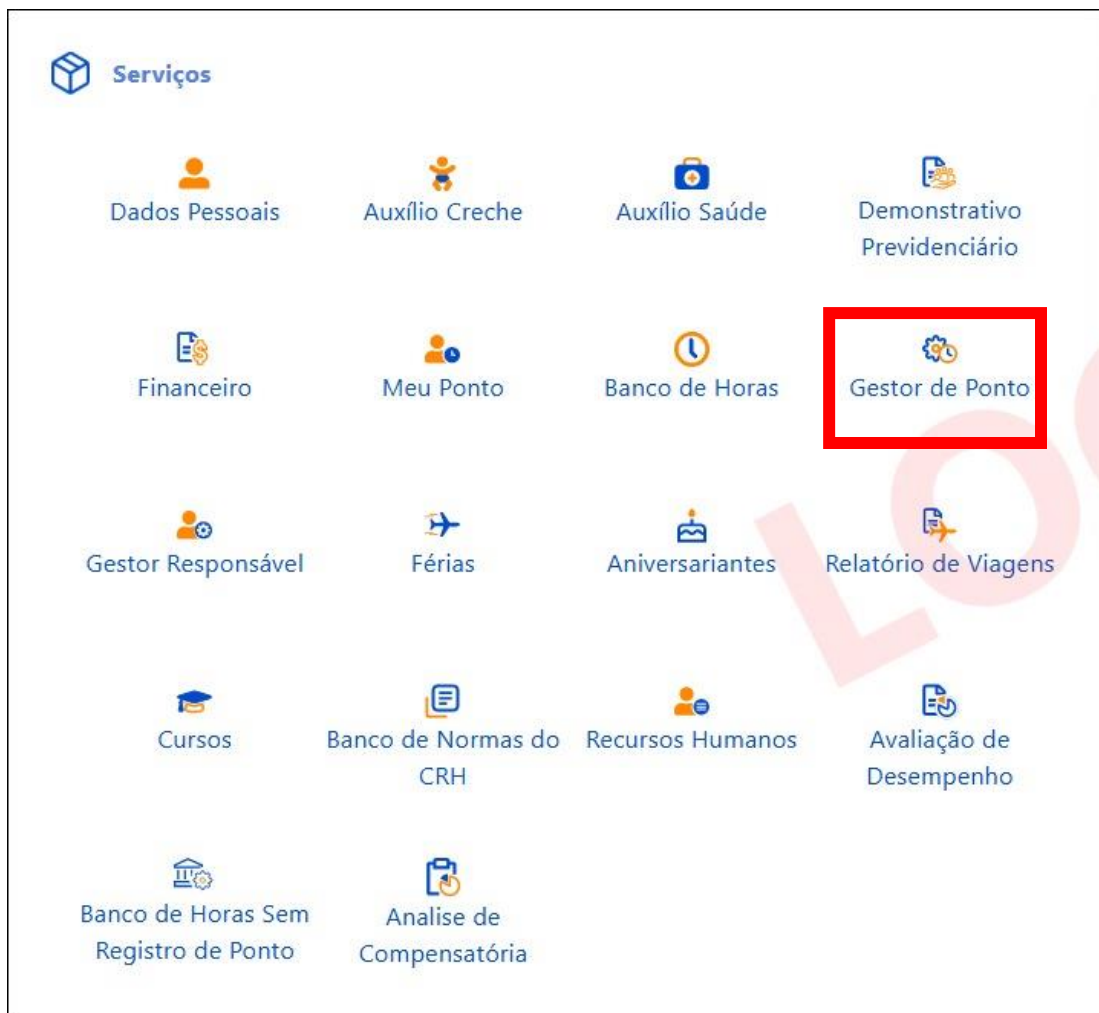 Serviços
Dados Pessoais
Auxílio Creche
Auxílio Saúde
Demonstrativo
Previdenciário
Financeiro
Meu Ponto
Banco de Horas
Gestor de Ponto
Gestor Responsável
Férias
Aniversariantes
Relatório de Viagens
Cursos
Banco de Normas do
CRH
Recursos Humanos
Avaliação de
Desempenho
Banco de Horas Sem
Registro de Ponto
Analise de
Compensatória